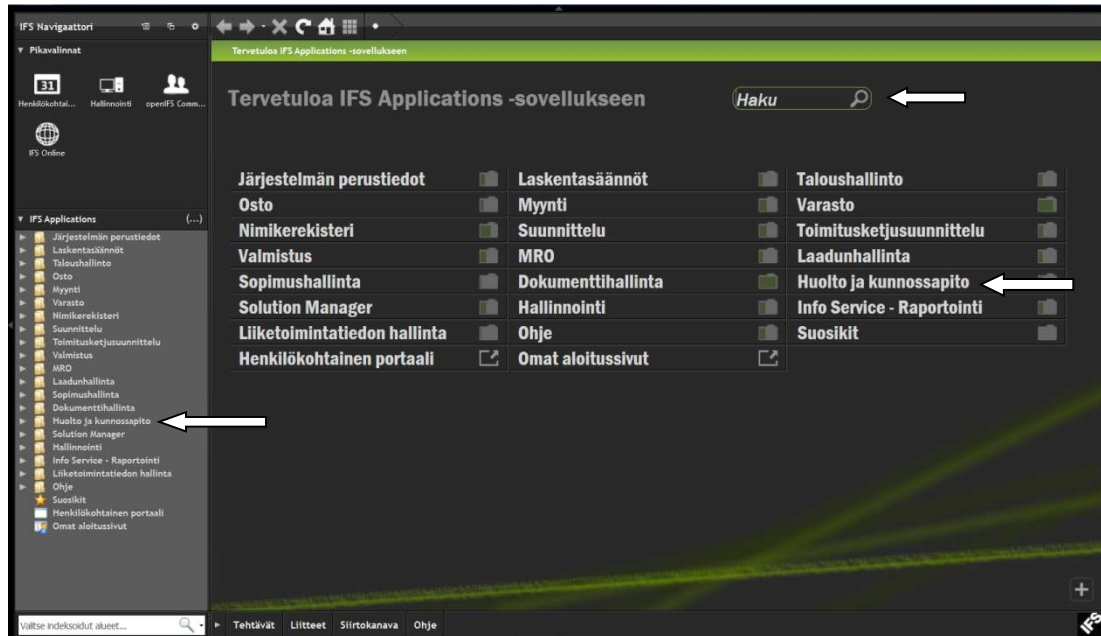 IFS Navigaattori
Pikavalinnat
31
Henkilökohtai...
Hallinnointi
openIFS Comm...
IFS Online
IFS Applications (...)
Järjestelmän perustiedot
Laskentasäännöt
Taloushallinto
Osto
Myynti
Varasto
Nimikerekisteri
Suunnittelu
Toimitusketjusuunnittelu
Valmistus
MRO
Laadunhallinta
Sopimushallinta
Dokumenttihallinta
Huolto ja kunnossapito
Solution Manager
Hallinnointi
Info Service - Raportointi
Liiketoimintatiedon hallinta
Ohje
Suosikit
Henkilökohtainen portaali
Omat aloitussivut
Valitse indeksoidut alueet...
Tervetuloa IFS Applications -sovellukseen
Tervetuloa IFS Applications -sovellukseen
Haku
Järjestelmän perustiedot Laskentasäännöt Taloushallinto
Osto Myynti Varasto
Nimikerekisteri Suunnittelu Toimitusketjusuunnittelu
Valmistus MRO Laadunhallinta
Sopimushallinta Dokumenttihallinta Huolto ja kunnossapito
Solution Manager Hallinnointi Info Service - Raportointi
Liiketoimintatiedon hallinta Ohje Suosikit
Henkilökohtainen portaali Omat aloitussivut
Tehtävät Liitteet Siirtokanava Ohje
IFS